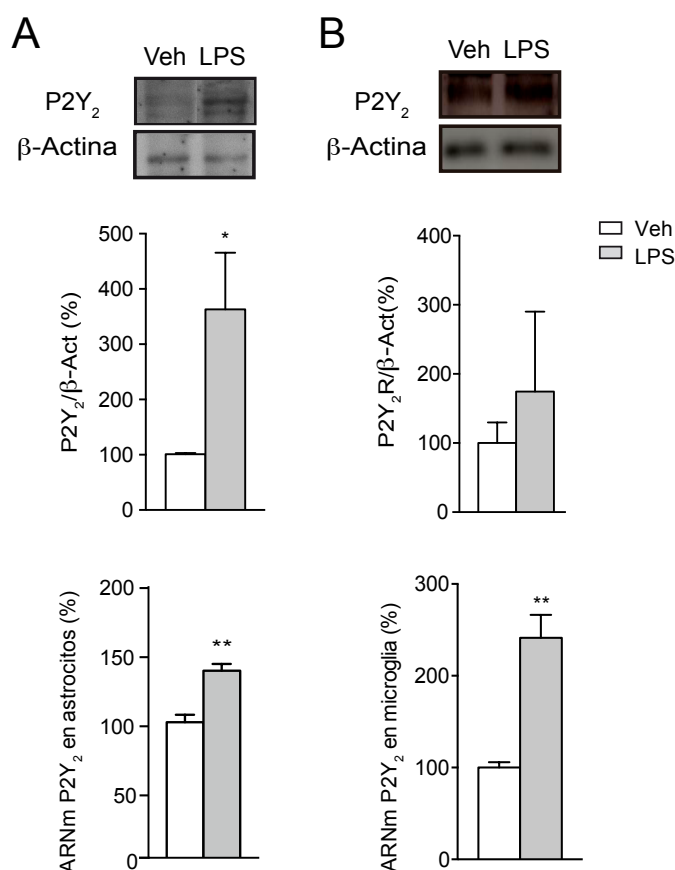 A
Veh LPS
P2Y₂
β-Actina
B
Veh LPS
P2Y₂
β-Actina
Veh
LPS
P2Y₂/β-Act (%)
500
400
300
200
100
0
*
P2Y₂R/β-Act(%)
400
300
200
100
0
ARNm P2Y₂ en astrocitos (%)
200
150
100
50
0
**
ARNm P2Y₂ en microglia (%)
300
200
100
0
**